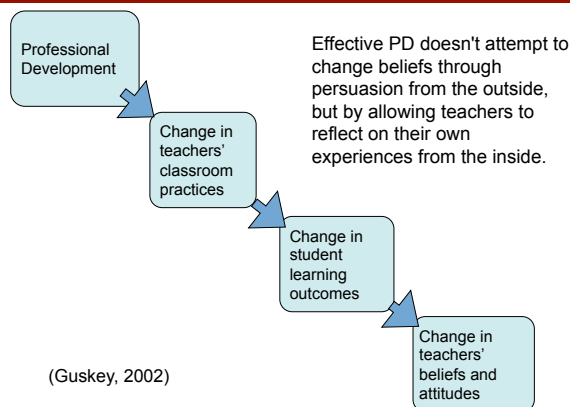 Professional
Development
Effective PD doesn't attempt to
change beliefs through
persuasion from the outside,
but by allowing teachers to
reflect on their own
experiences from the inside.
Change in
teachers'
classroom
practices
Change in
student
learning
outcomes
Change in
teachers'
beliefs and
attitudes
(Guskey, 2002)